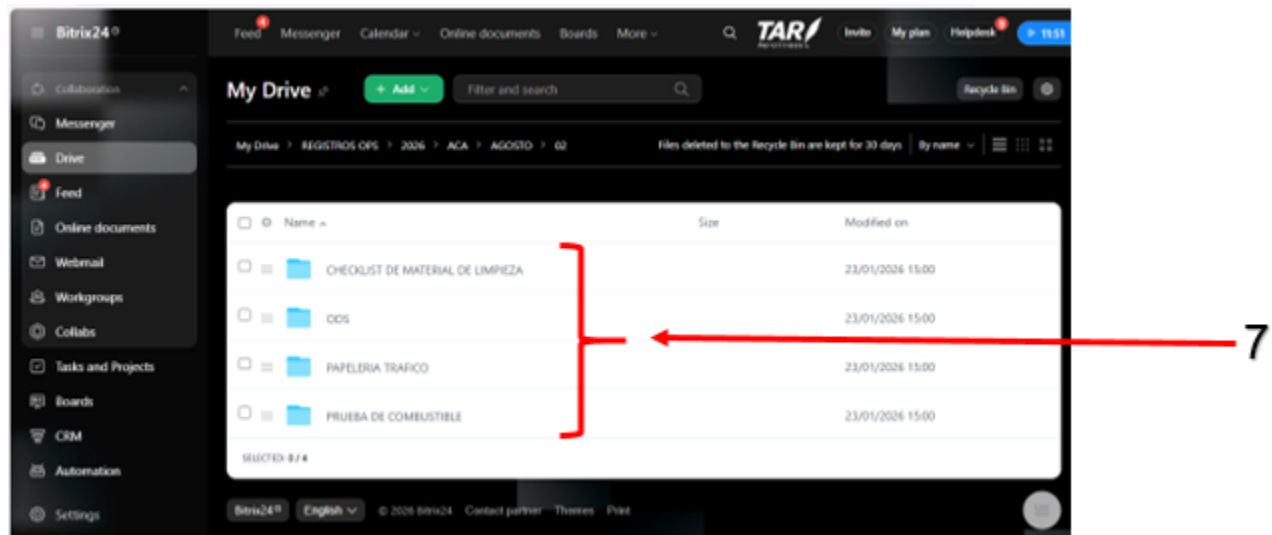 Bitrix24
Feed 4 Messenger Calendar Online documents Boards More TAR Invite My plan Helpdesk 11:51
Collaboration
Messenger
Drive
4 Feed
Online documents
Webmail
Workgroups
Collabs
Tasks and Projects
Boards
CRM
Automation
Settings
My Drive + Add Filter and search Recycle Bin
My Drive > REGISTROS OPS > 2026 > ACA > AGOSTO > 02 Files deleted to the Recycle Bin are kept for 30 days By name
Name Size Modified on
CHECKLIST DE MATERIAL DE LIMPIEZA 23/01/2026 15:00
ODS 23/01/2026 15:00
PAPELERIA TRAFICO 23/01/2026 15:00
PRUEBA DE COMBUSTIBLE 23/01/2026 15:00
SELECTED: 0 / 4
7
Bitrix24 English © 2026 Bitrix24 Contact partner Themes Print